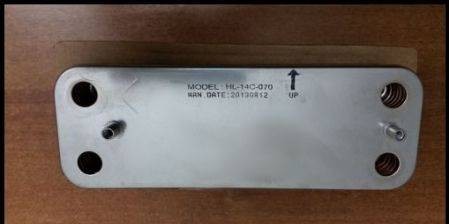 MODEL: HL-14C-070
MAN.DATE:20130812
UP